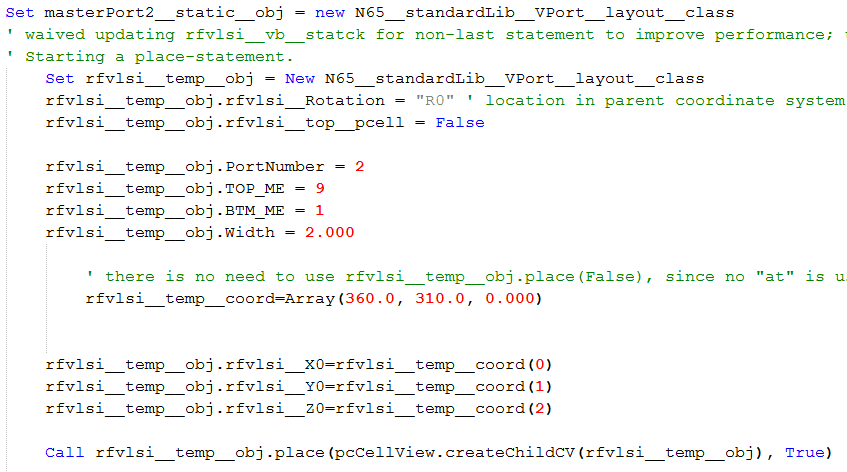 Set masterPort2__static__obj = new N65__standardLib__VPort__layout__class
' waived updating rfvlsi__vb__statck for non-last statement to improve performance;
' Starting a place-statement.
Set rfvlsi__temp__obj = New N65__standardLib__VPort__layout__class
rfvlsi__temp__obj.rfvlsi__Rotation = "R0" ' location in parent coordinate system
rfvlsi__temp__obj.rfvlsi__top__pcell = False
rfvlsi__temp__obj.PortNumber = 2
rfvlsi__temp__obj.TOP_ME = 9
rfvlsi__temp__obj.BTM_ME = 1
rfvlsi__temp__obj.Width = 2.000
' there is no need to use rfvlsi__temp__obj.place(False), since no "at" is u
rfvlsi__temp__coord=Array(360.0, 310.0, 0.000)
rfvlsi__temp__obj.rfvlsi__X0=rfvlsi__temp__coord(0)
rfvlsi__temp__obj.rfvlsi__Y0=rfvlsi__temp__coord(1)
rfvlsi__temp__obj.rfvlsi__Z0=rfvlsi__temp__coord(2)
Call rfvlsi__temp__obj.place(pcCellView.createChildCV(rfvlsi__temp__obj), True)